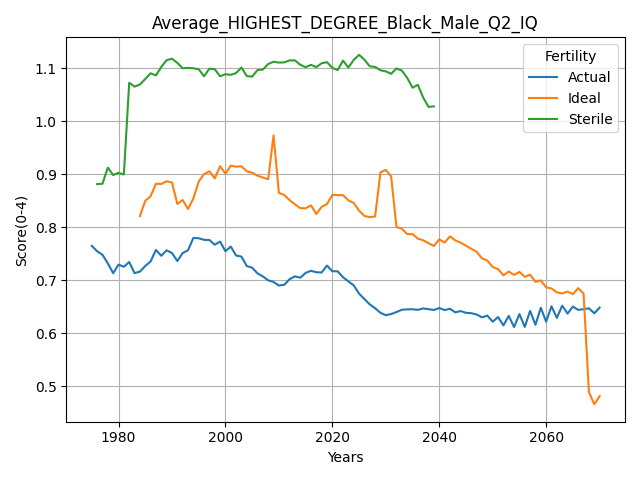 Average_HIGHEST_DEGREE_Black_Male_Q2_IQ
Fertility
Actual
Ideal
Sterile
Score(0-4)
1.1
1.0
0.9
0.8
0.7
0.6
0.5
1980 2000 2020 2040 2060
Years